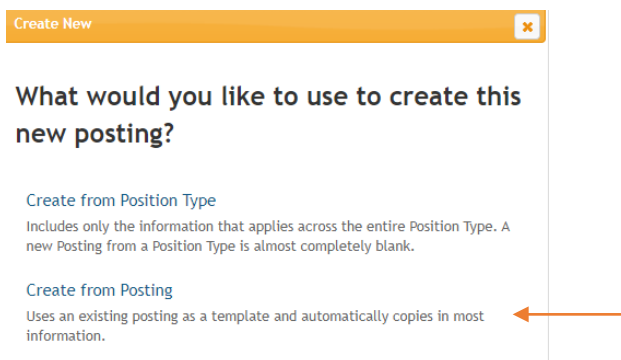 Create New
What would you like to use to create this
new posting?
Create from Position Type
Includes only the information that applies across the entire Position Type. A
new Posting from a Position Type is almost completely blank.
Create from Posting
Uses an existing posting as a template and automatically copies in most
information.